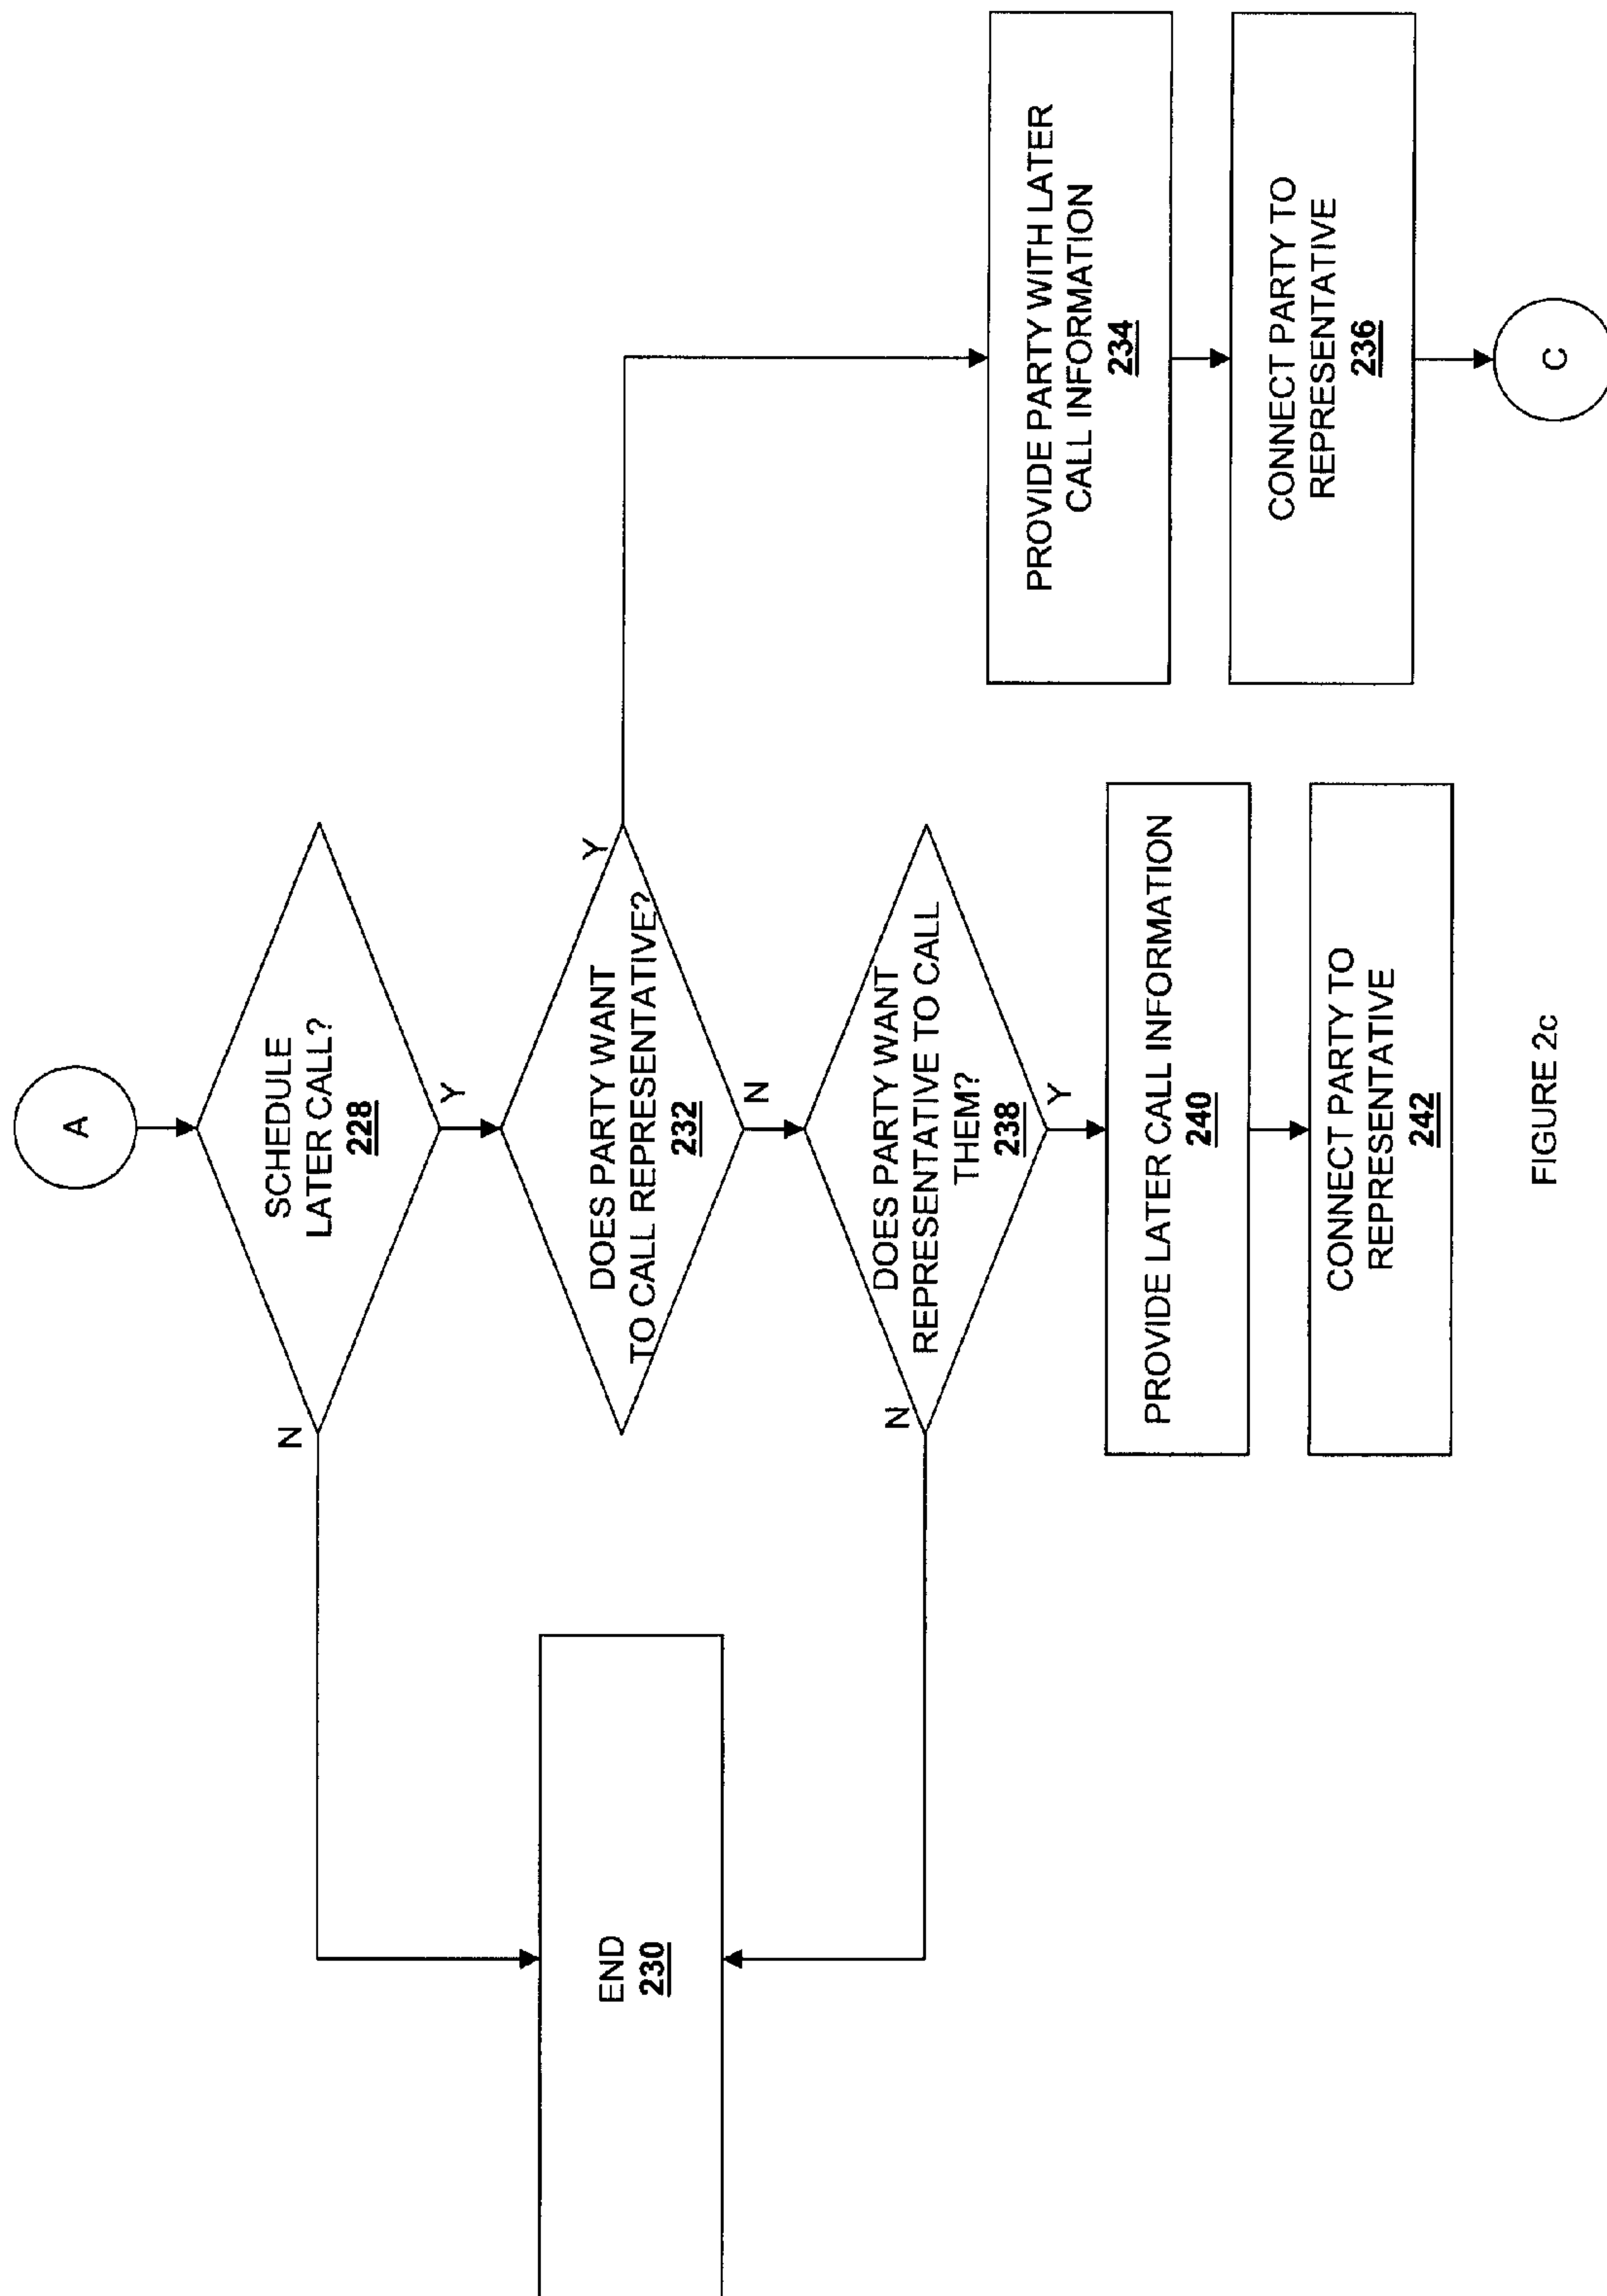 A
SCHEDULE
LATER CALL?
228
N
Y
DOES PARTY WANT
TO CALL REPRESENTATIVE?
232
Y
N
DOES PARTY WANT
REPRESENTATIVE TO CALL
THEM?
238
N
Y
END
230
PROVIDE LATER CALL INFORMATION
240
CONNECT PARTY TO
REPRESENTATIVE
242
PROVIDE PARTY WITH LATER
CALL INFORMATION
234
CONNECT PARTY TO
REPRESENTATIVE
236
C
FIGURE 2c